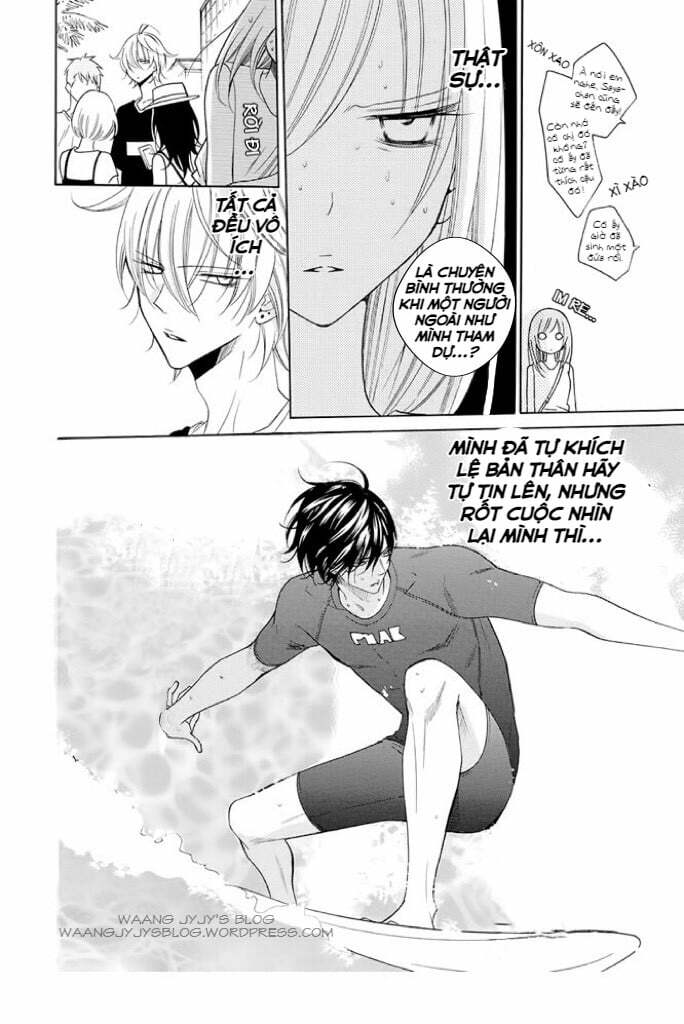 XÔN XAO
À nói em
nghe, Saya-
chan cũng
sẽ đến đấy!
Còn nhớ
cô chị đó
không?
cô ấy đã
từng rất
thích cậu
đó!
XÌ XÀO
Cô ấy
giờ đã
sinh một
đứa rồi.
IM RE...
THẬT
SỰ...
LÀ CHUYỆN
BÌNH THƯỜNG
KHI MỘT NGƯỜI
NGOÀI NHƯ
MÌNH THAM
DỰ...?
RỜI ĐI
TẤT CẢ
ĐỀU VÔ
ÍCH
...
MÌNH ĐÃ TỰ KHÍCH
LỆ BẢN THÂN HÃY
TỰ TIN LÊN, NHƯNG
RỐT CUỘC NHÌN
LẠI MÌNH THÌ...
WAANG JYJY'S BLOG
WAANGJYJYSBLOG.WORDPRESS.COM